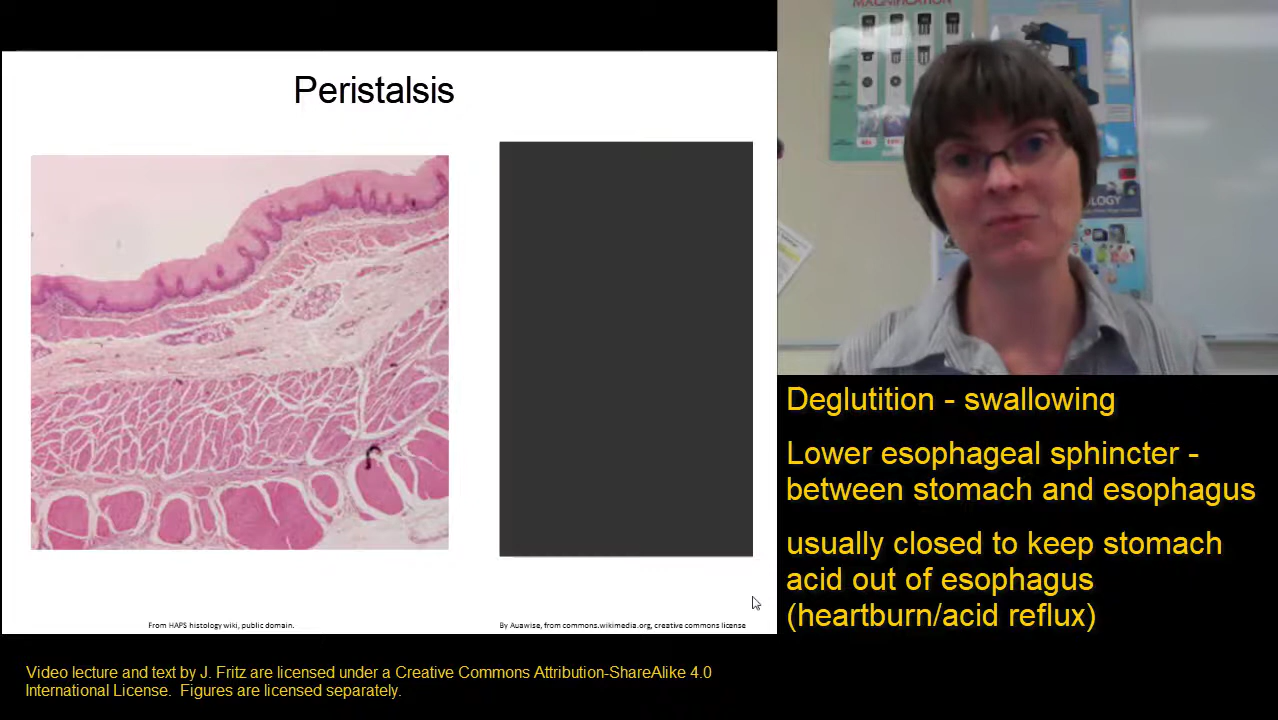 MAGNIFICATION
Peristalsis
Deglutition - swallowing
Lower esophageal sphincter -
between stomach and esophagus
usually closed to keep stomach
acid out of esophagus
(heartburn/acid reflux)
From HAPS histology wiki, public domain.
By Auawise, from commons.wikimedia.org, creative commons license
Video lecture and text by J. Fritz are licensed under a Creative Commons Attribution-ShareAlike 4.0
International License.  Figures are licensed separately.